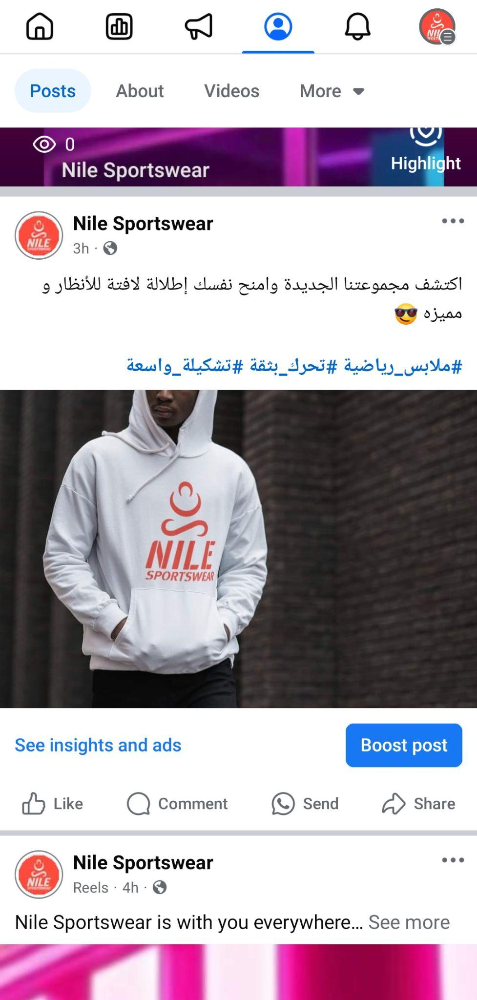 Posts About Videos More
0
Nile Sportswear
Highlight
NILE
Nile Sportswear
3h ·
اكتشف مجموعتنا الجديدة وامنح نفسك إطلالة لافتة للأنظار و
مميزه 😎
#ملابس_رياضية #تحرك_بثقة #تشكيلة_واسعة
NILE
SPORTSWEAR
See insights and ads
Boost post
Like Comment Send Share
NILE
Nile Sportswear
Reels · 4h ·
Nile Sportswear is with you everywhere... See more